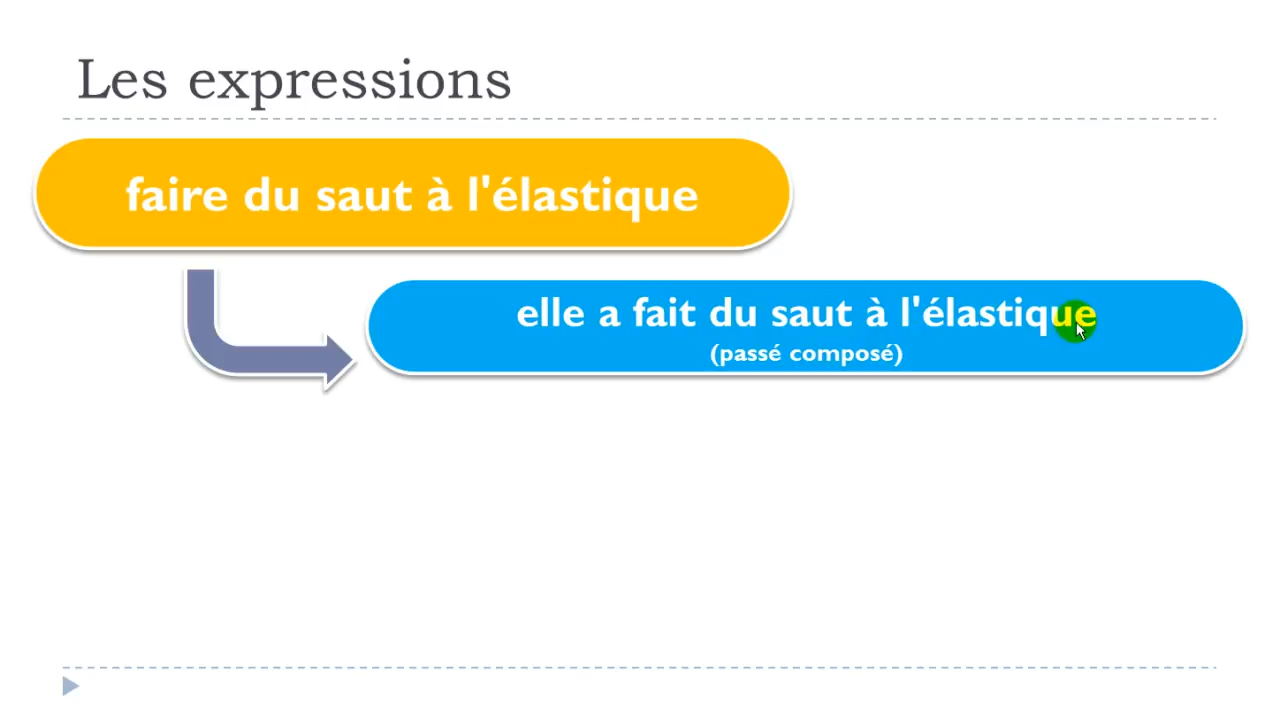 Les expressions
faire du saut à l'élastique
elle a fait du saut à l'élastique
(passé composé)